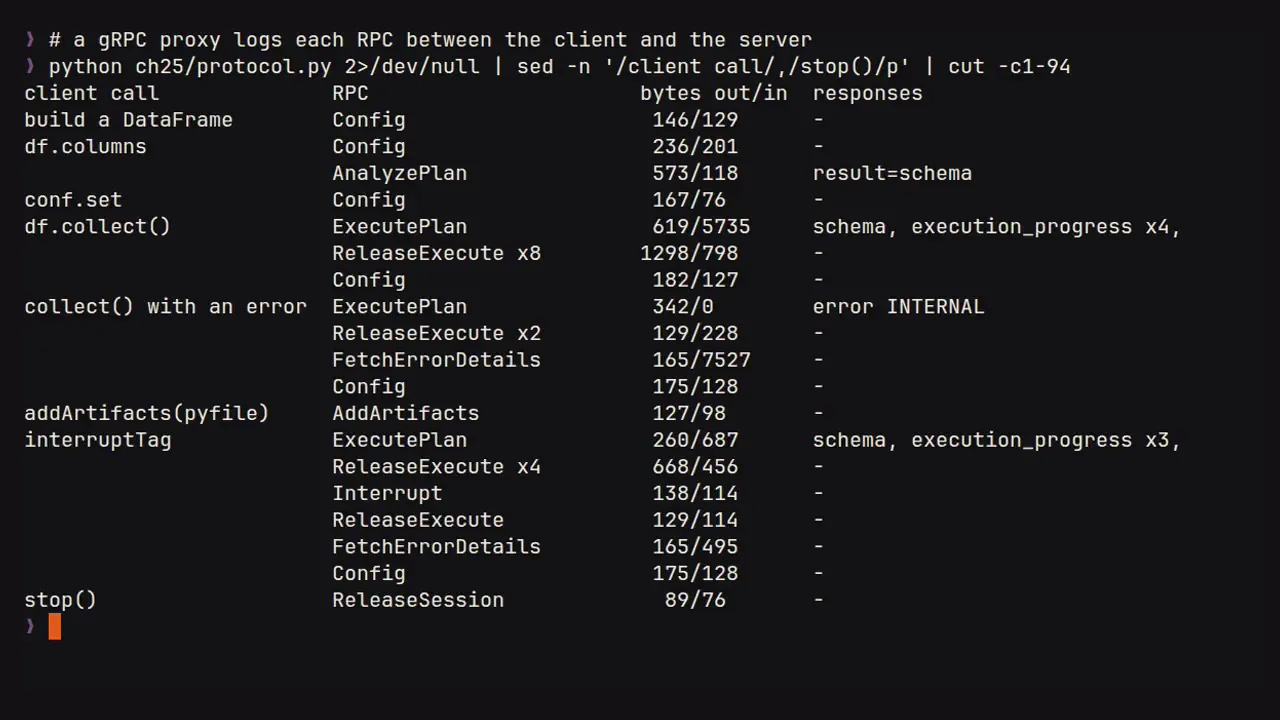 ❯ # a gRPC proxy logs each RPC between the client and the server
❯ python ch25/protocol.py 2>/dev/null | sed -n '/client call/,/stop()/p' | cut -c1-94
client call              RPC                      bytes out/in  responses
build a DataFrame        Config                    146/129      -
df.columns               Config                    236/201      -
                         AnalyzePlan               573/118      result=schema
conf.set                 Config                    167/76       -
df.collect()             ExecutePlan               619/5735     schema, execution_progress x4,
                         ReleaseExecute x8        1298/798      -
                         Config                    182/127      -
collect() with an error  ExecutePlan               342/0        error INTERNAL
                         ReleaseExecute x2         129/228      -
                         FetchErrorDetails         165/7527     -
                         Config                    175/128      -
addArtifacts(pyfile)     AddArtifacts              127/98       -
interruptTag             ExecutePlan               260/687      schema, execution_progress x3,
                         ReleaseExecute x4         668/456      -
                         Interrupt                 138/114      -
                         ReleaseExecute            129/114      -
                         FetchErrorDetails         165/495      -
                         Config                    175/128      -
stop()                   ReleaseSession             89/76       -
❯